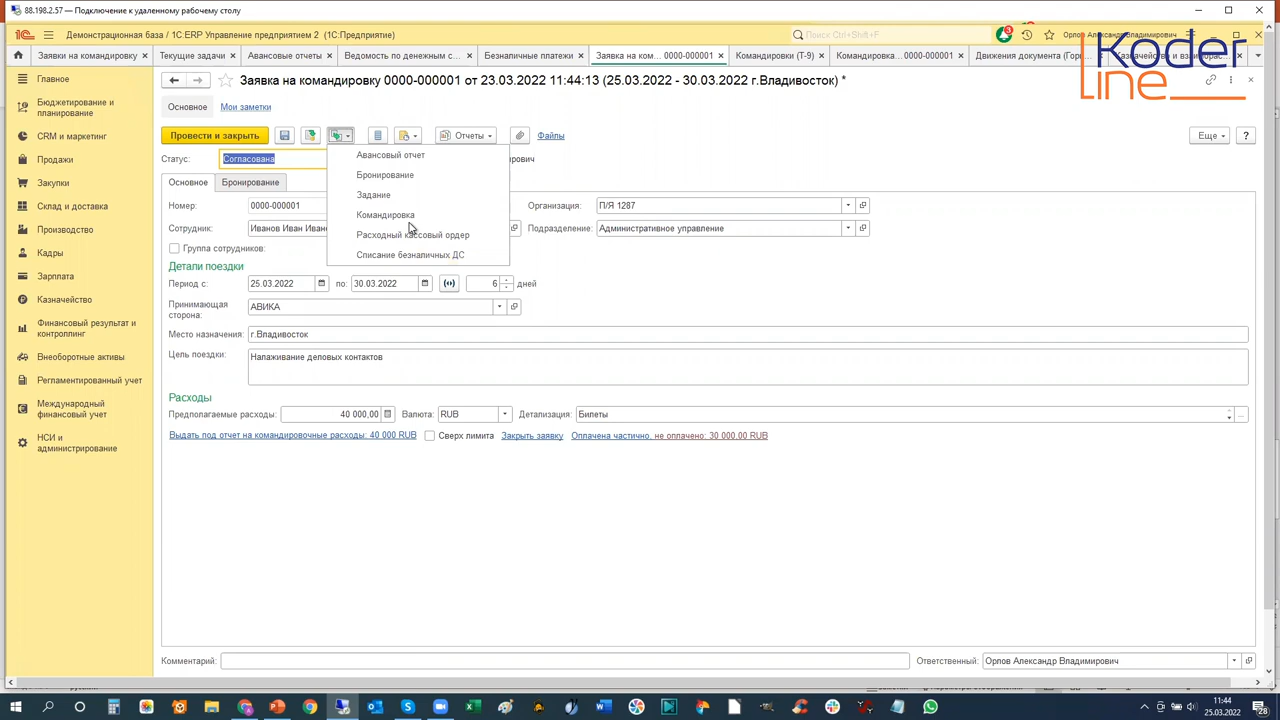 88.198.2.57 — Подключение к удаленному рабочему столу
Демонстрационная база / 1С:ERP Управление предприятием 2 (1С:Предприятие)
Поиск Ctrl+Shift+F
Орлов Александр Владимирович
Koder
line
Заявки на командировку
Текущие задачи
Авансовые отчеты
Ведомость по денежным с...
Безналичные платежи
Заявка на ком... 0000-000001
Командировки (Т-9)
Командировка... 0000-000001
Движения документа (Гор...
Главное
Бюджетирование и планирование
CRM и маркетинг
Продажи
Закупки
Склад и доставка
Производство
Кадры
Зарплата
Казначейство
Финансовый результат и контроллинг
Внеоборотные активы
Регламентированный учет
Международный финансовый учет
НСИ и администрирование
Заявка на командировку 0000-000001 от 23.03.2022 11:44:13 (25.03.2022 - 30.03.2022 г.Владивосток) *
Основное
Мои заметки
Провести и закрыть
Отчеты
Файлы
Еще
?
Статус:
Согласована
Авансовый отчет
Бронирование
Задание
Командировка
Расходный кассовый ордер
Списание безналичных ДС
Основное
Бронирование
Номер:
0000-000001
Организация:
П/Я 1287
Сотрудник:
Иванов Иван
Подразделение:
Административное управление
Группа сотрудников:
Детали поездки
Период с:
25.03.2022
по:
30.03.2022
6
дней
Принимающая сторона:
АВИКА
Место назначения:
г.Владивосток
Цель поездки:
Налаживание деловых контактов
Расходы
Предполагаемые расходы:
40 000,00
Валюта:
RUB
Детализация:
Билеты
Выдать под отчет на командировочные расходы: 40 000 RUB
Сверх лимита
Закрыть заявку
Оплачена частично, не оплачено: 30 000.00 RUB
Комментарий:
Ответственный:
Орлов Александр Владимирович
11:44
25.03.2022
28